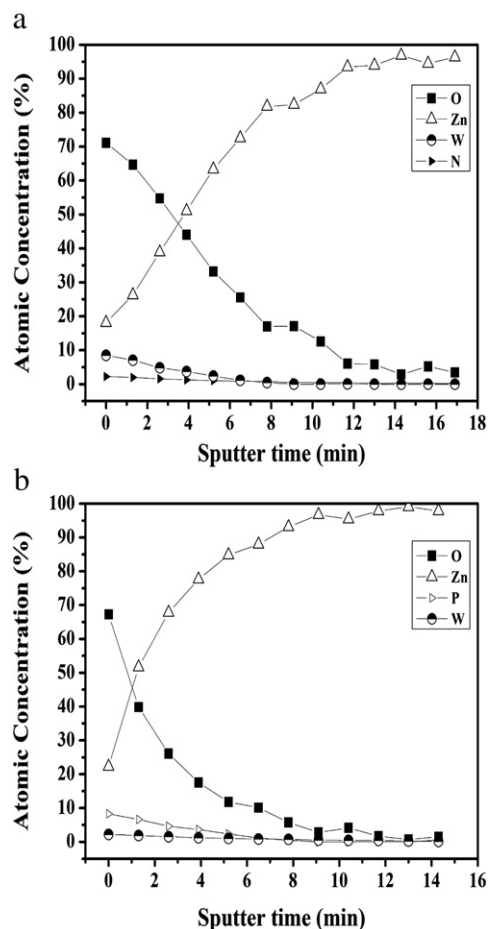 a
100
90
80
70
60
50
40
30
20
10
0
Atomic Concentration (%)
O
Zn
W
N
0 2 4 6 8 10 12 14 16 18
Sputter time (min)
b
100
90
80
70
60
50
40
30
20
10
0
Atomic Concentration (%)
O
Zn
P
W
0 2 4 6 8 10 12 14 16
Sputter time (min)